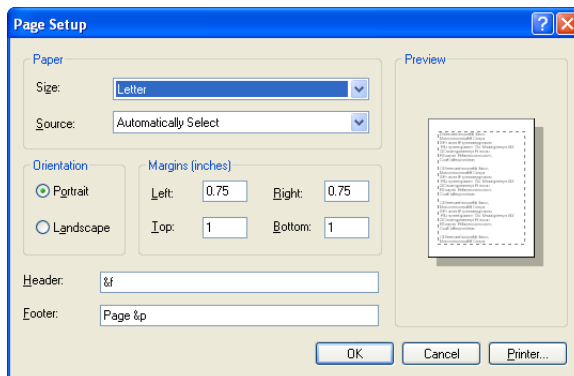 Page Setup
Paper
Size:
Letter
Source:
Automatically Select
Orientation
Portrait
Landscape
Margins (inches)
Left:
0.75
Right:
0.75
Top:
1
Bottom:
1
Header:
&f
Footer:
Page &p
Preview
OK
Cancel
Printer...